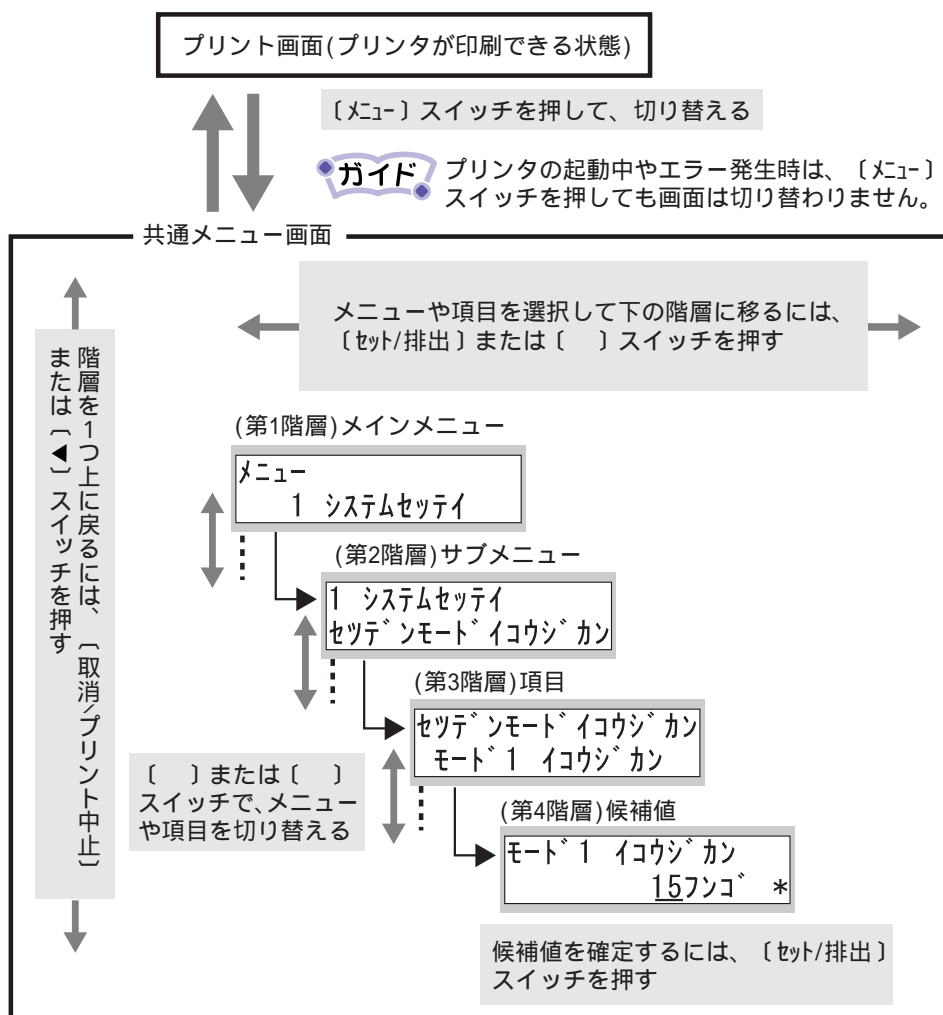 プリント画面(プリンタが印刷できる状態)
〔ﾒﾆｭｰ〕スイッチを押して、切り替える
ガイド
プリンタの起動中やエラー発生時は、〔ﾒﾆｭｰ〕
スイッチを押しても画面は切り替わりません。
共通メニュー画面
メニューや項目を選択して下の階層に移るには、
〔ｾｯﾄ/排出〕または〔　〕スイッチを押す
階層を1つ上に戻るには、〔取消/プリント中止〕
または〔◀〕スイッチを押す
(第1階層)メインメニュー
ﾒﾆｭｰ
1 ｼｽﾃﾑｾｯﾃｲ
(第2階層)サブメニュー
1 ｼｽﾃﾑｾｯﾃｲ
ｾﾂﾃﾞﾝﾓｰﾄﾞｲｺｳｼﾞｶﾝ
(第3階層)項目
ｾﾂﾃﾞﾝﾓｰﾄﾞｲｺｳｼﾞｶﾝ
ﾓｰﾄﾞ1 ｲｺｳｼﾞｶﾝ
〔　〕または〔　〕
スイッチで、メニュー
や項目を切り替える
(第4階層)候補値
ﾓｰﾄﾞ1 ｲｺｳｼﾞｶﾝ
15ﾌﾝｺﾞ *
候補値を確定するには、〔ｾｯﾄ/排出〕
スイッチを押す